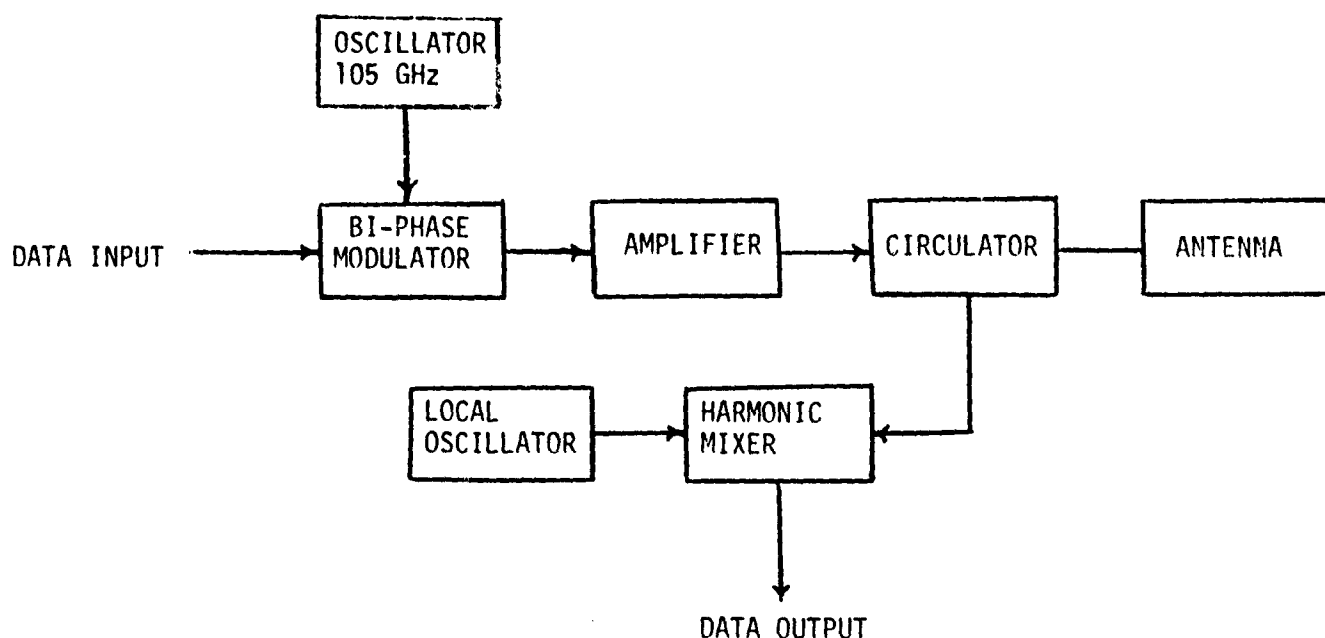 OSCILLATOR
105 GHz
DATA INPUT
BI-PHASE
MODULATOR
AMPLIFIER
CIRCULATOR
ANTENNA
LOCAL
OSCILLATOR
HARMONIC
MIXER
DATA OUTPUT